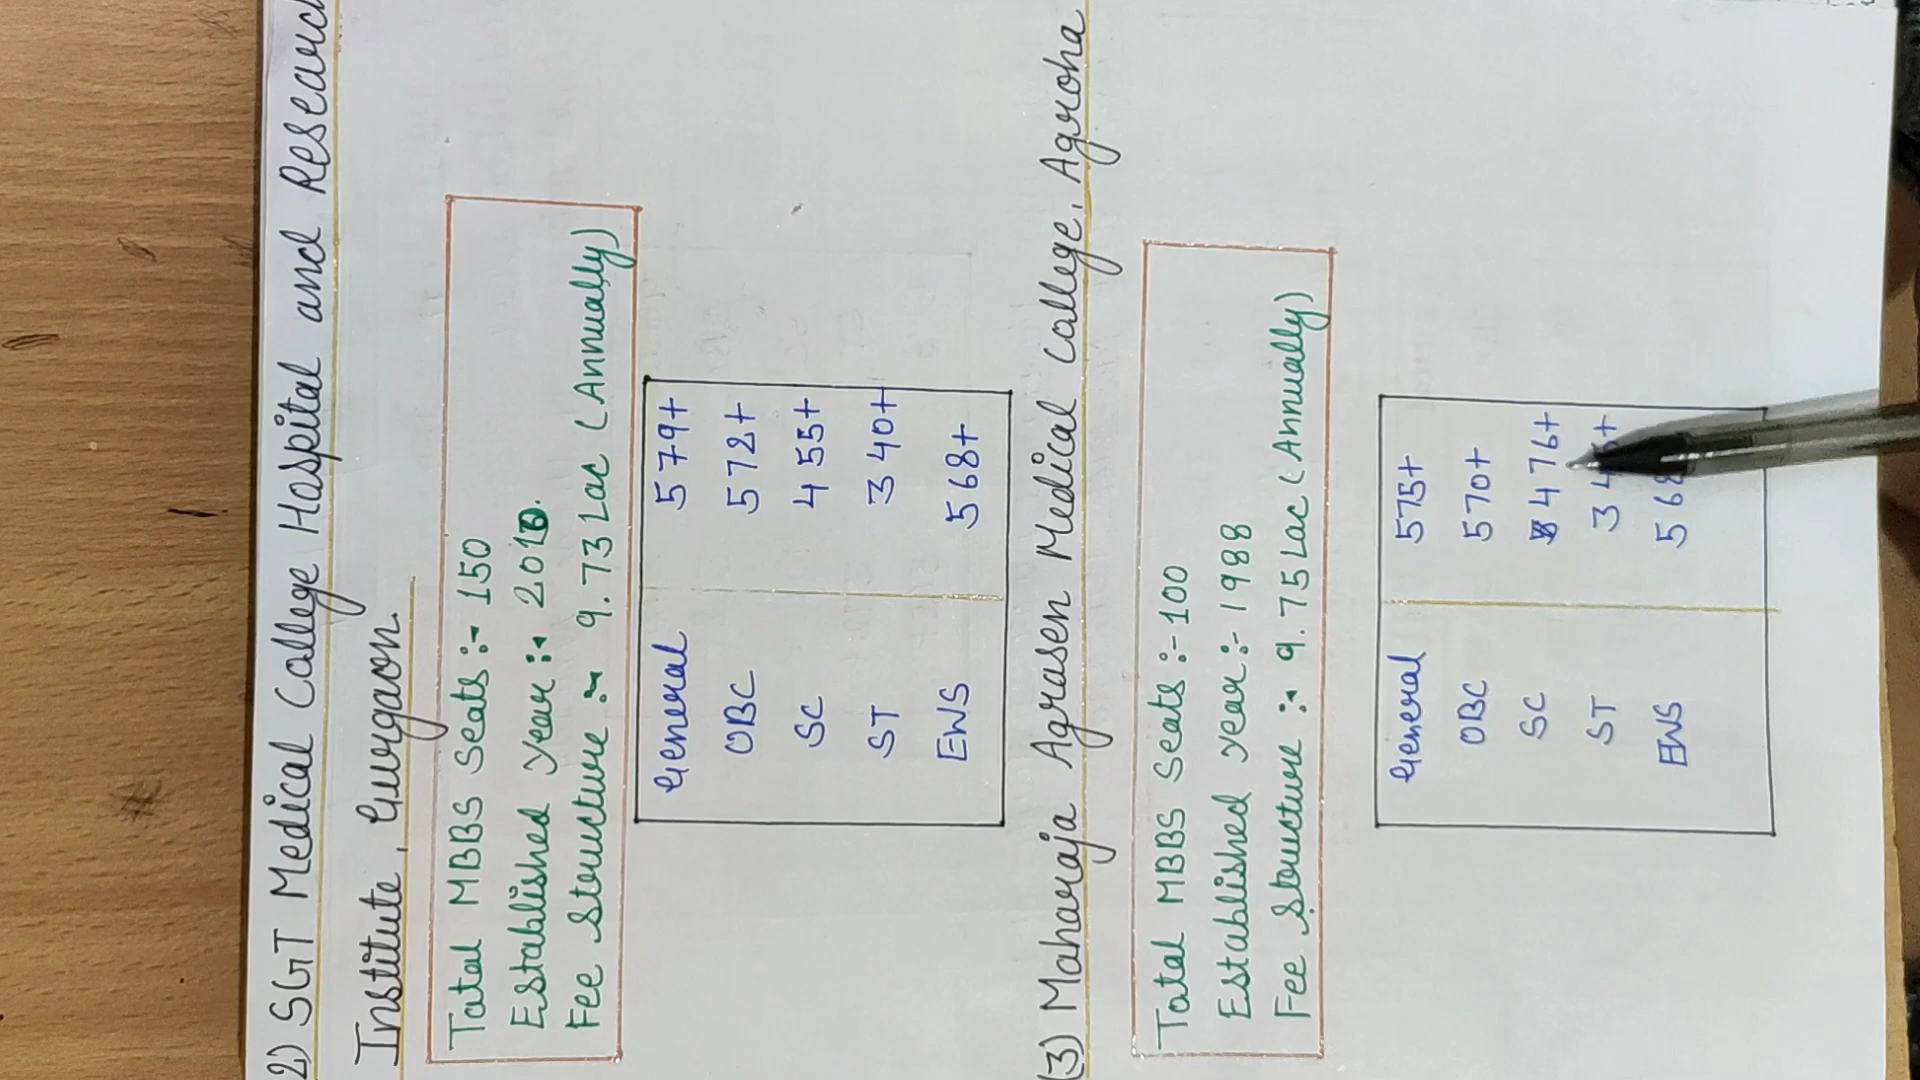 2) SGT Medical College Hospital and Research
Institute, Gurgaon.
Total MBBS Seats :- 150
Established year :- 2010.
Fee Structure :- 9.73 Lac (Annually)
General 579+
OBC 572+
SC 455+
ST 340+
EWS 568+
(3) Maharaja Agrasen Medical College, Agroha
Total MBBS Seats :- 100
Established year :- 1988
Fee Structure :- 9.75 Lac (Annually)
General 575+
OBC 570+
SC 476+
ST
EWS